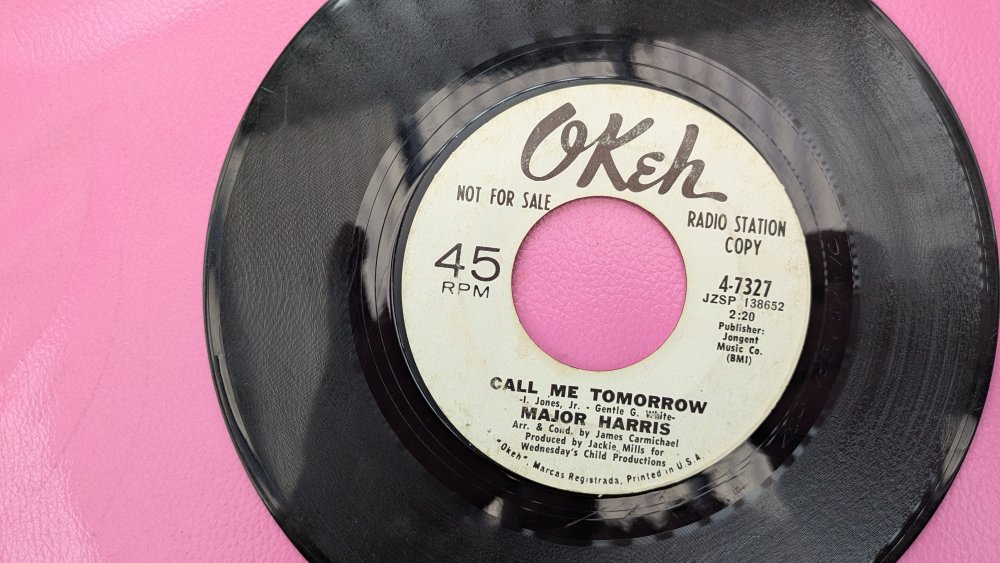 OKeh
NOT FOR SALE
RADIO STATION
COPY
45
RPM
4-7327
JZSP 138652
2:20
Publisher:
Jongent
Music Co.
(BMI)
CALL ME TOMORROW
-I. Jones, Jr. - Gentle G. White-
MAJOR HARRIS
Arr. & Cond. by James Carmichael
Produced by Jackie Mills for
Wednesday's Child Productions
"Okeh", Marcas Registrada, Printed in U.S.A.